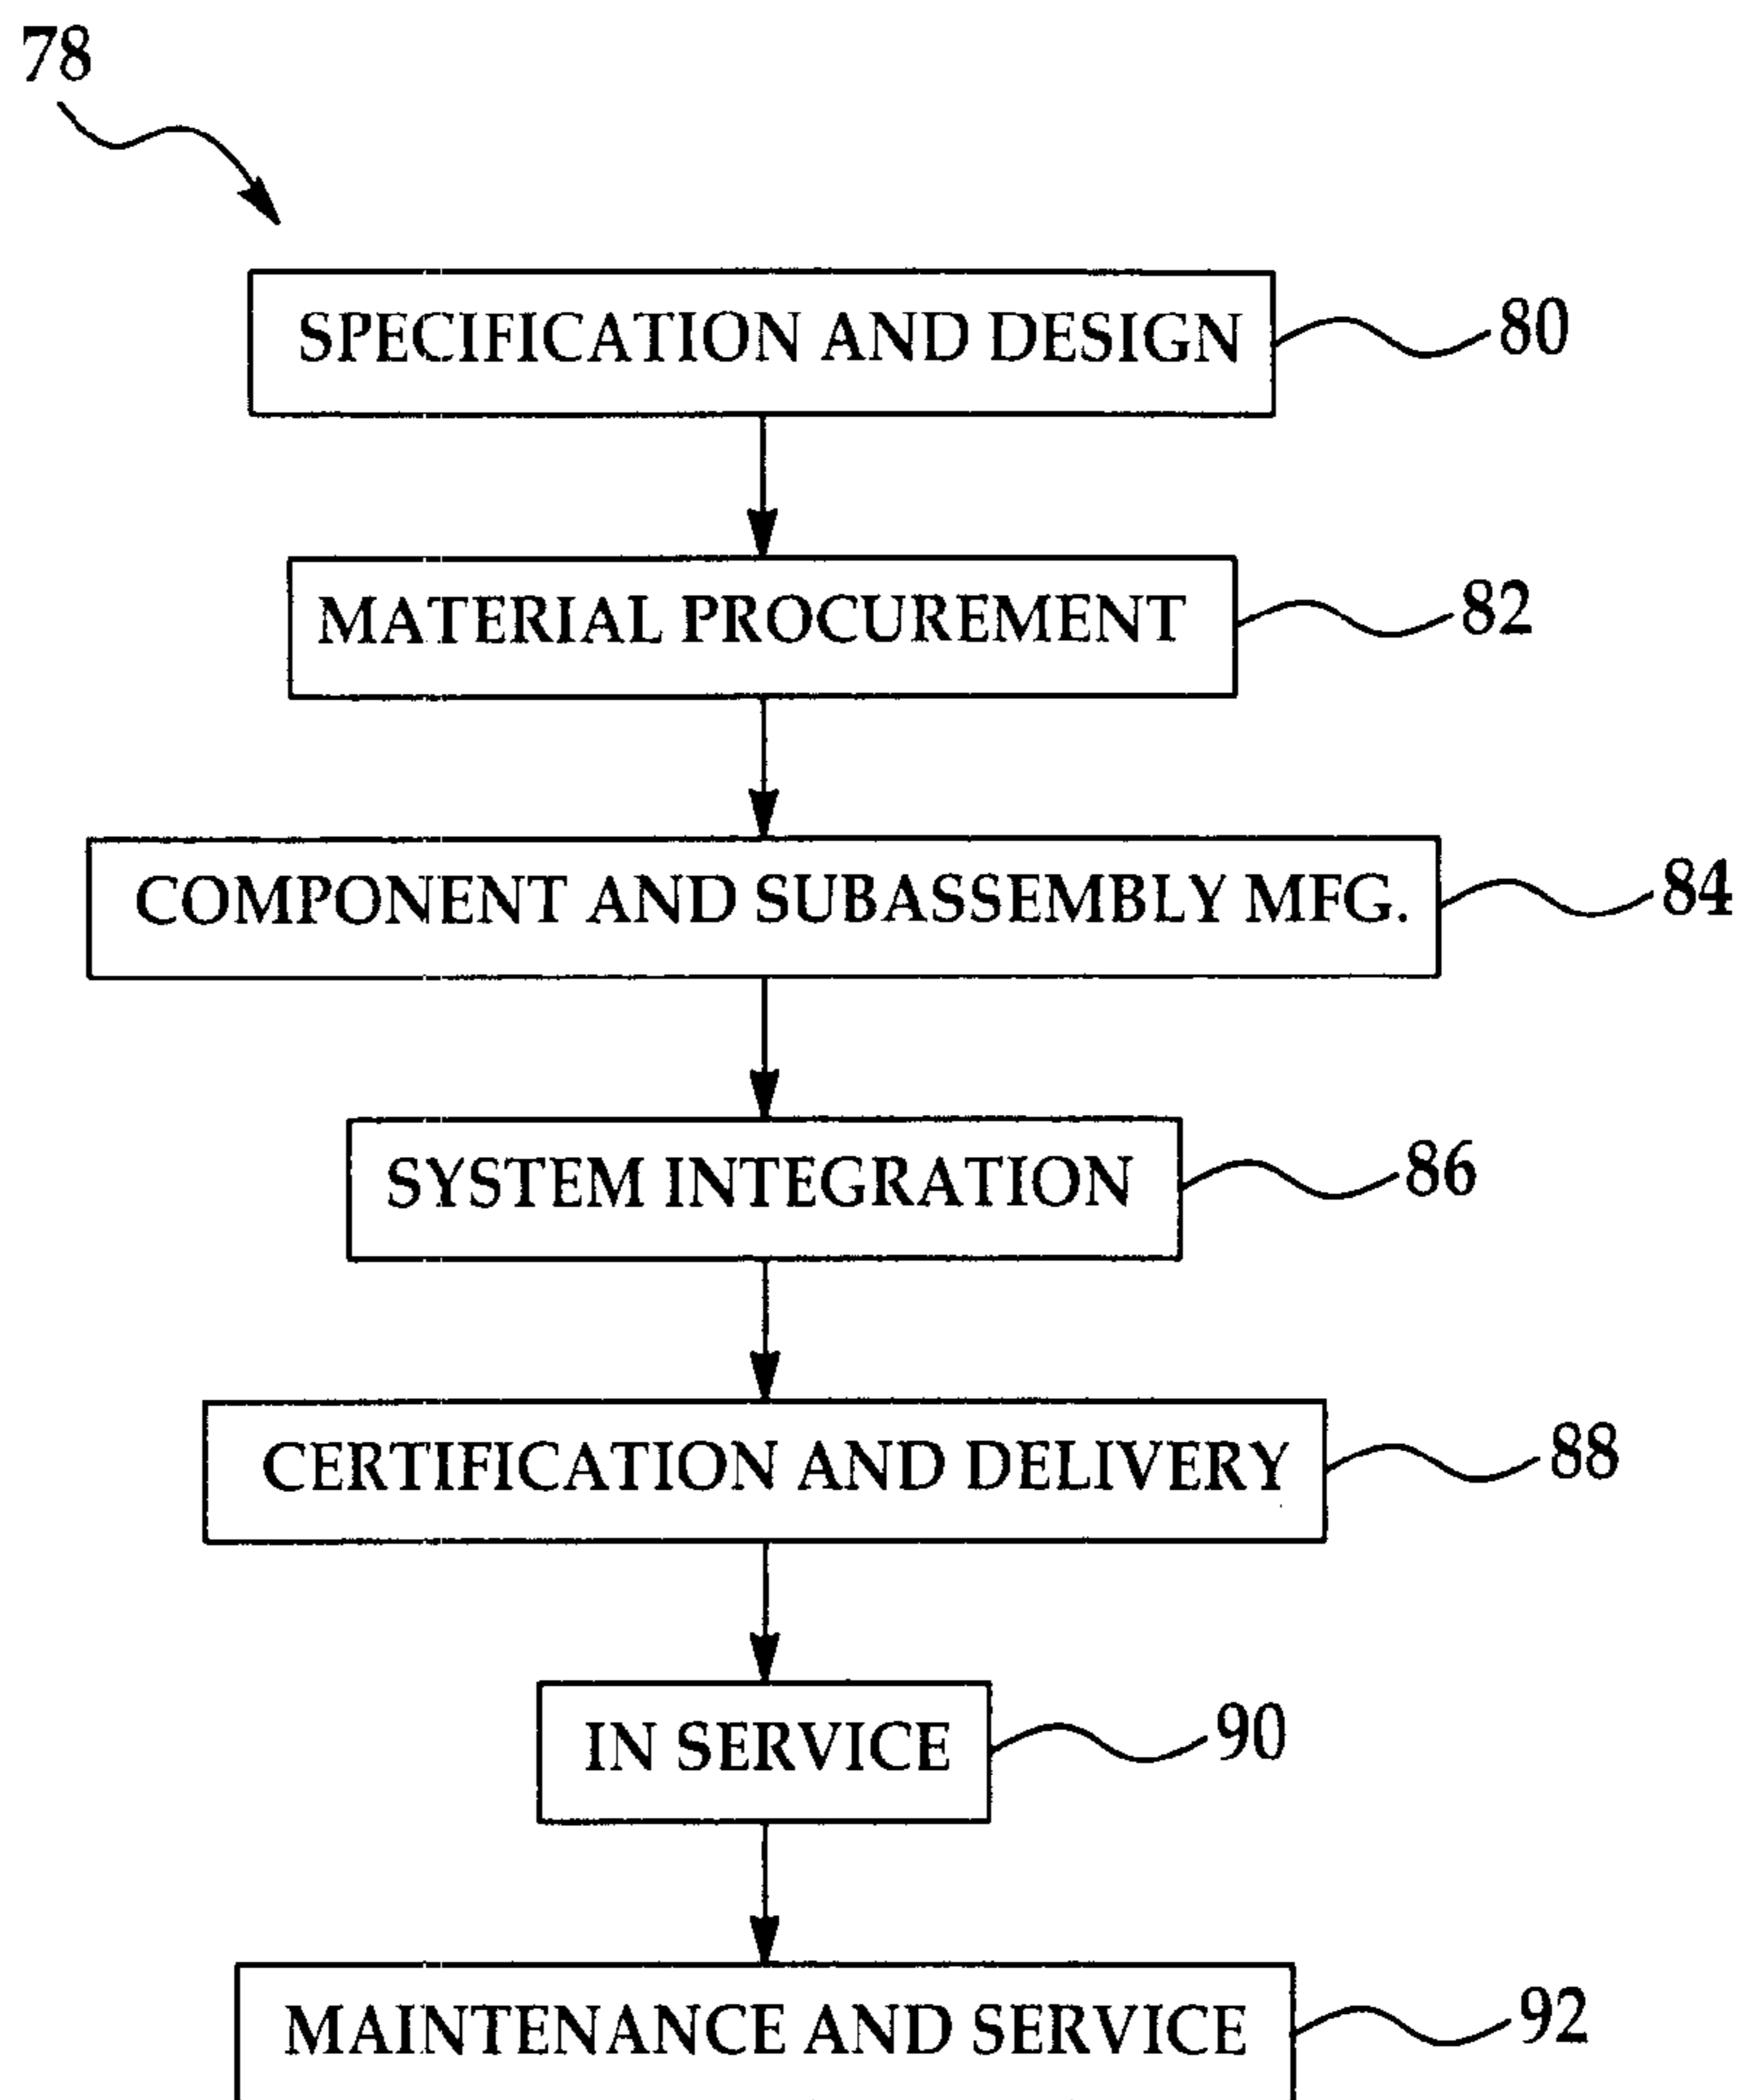 78
SPECIFICATION AND DESIGN 80
MATERIAL PROCUREMENT 82
COMPONENT AND SUBASSEMBLY MFG. 84
SYSTEM INTEGRATION 86
CERTIFICATION AND DELIVERY 88
IN SERVICE 90
MAINTENANCE AND SERVICE 92